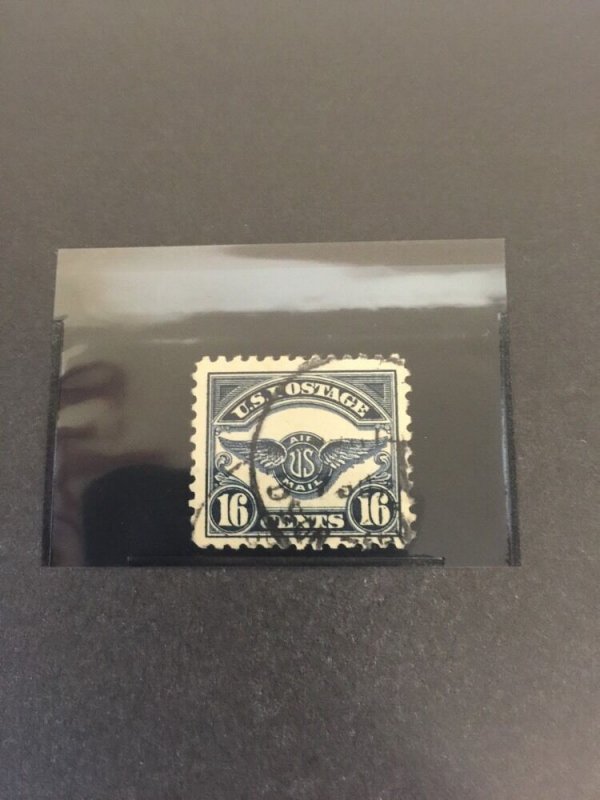 U.S. POSTAGE
AIR
US
MAIL
16 CENTS 16